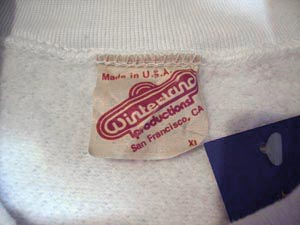 Made in U.S.A.
Winterland
productions
San Francisco, CA
XL